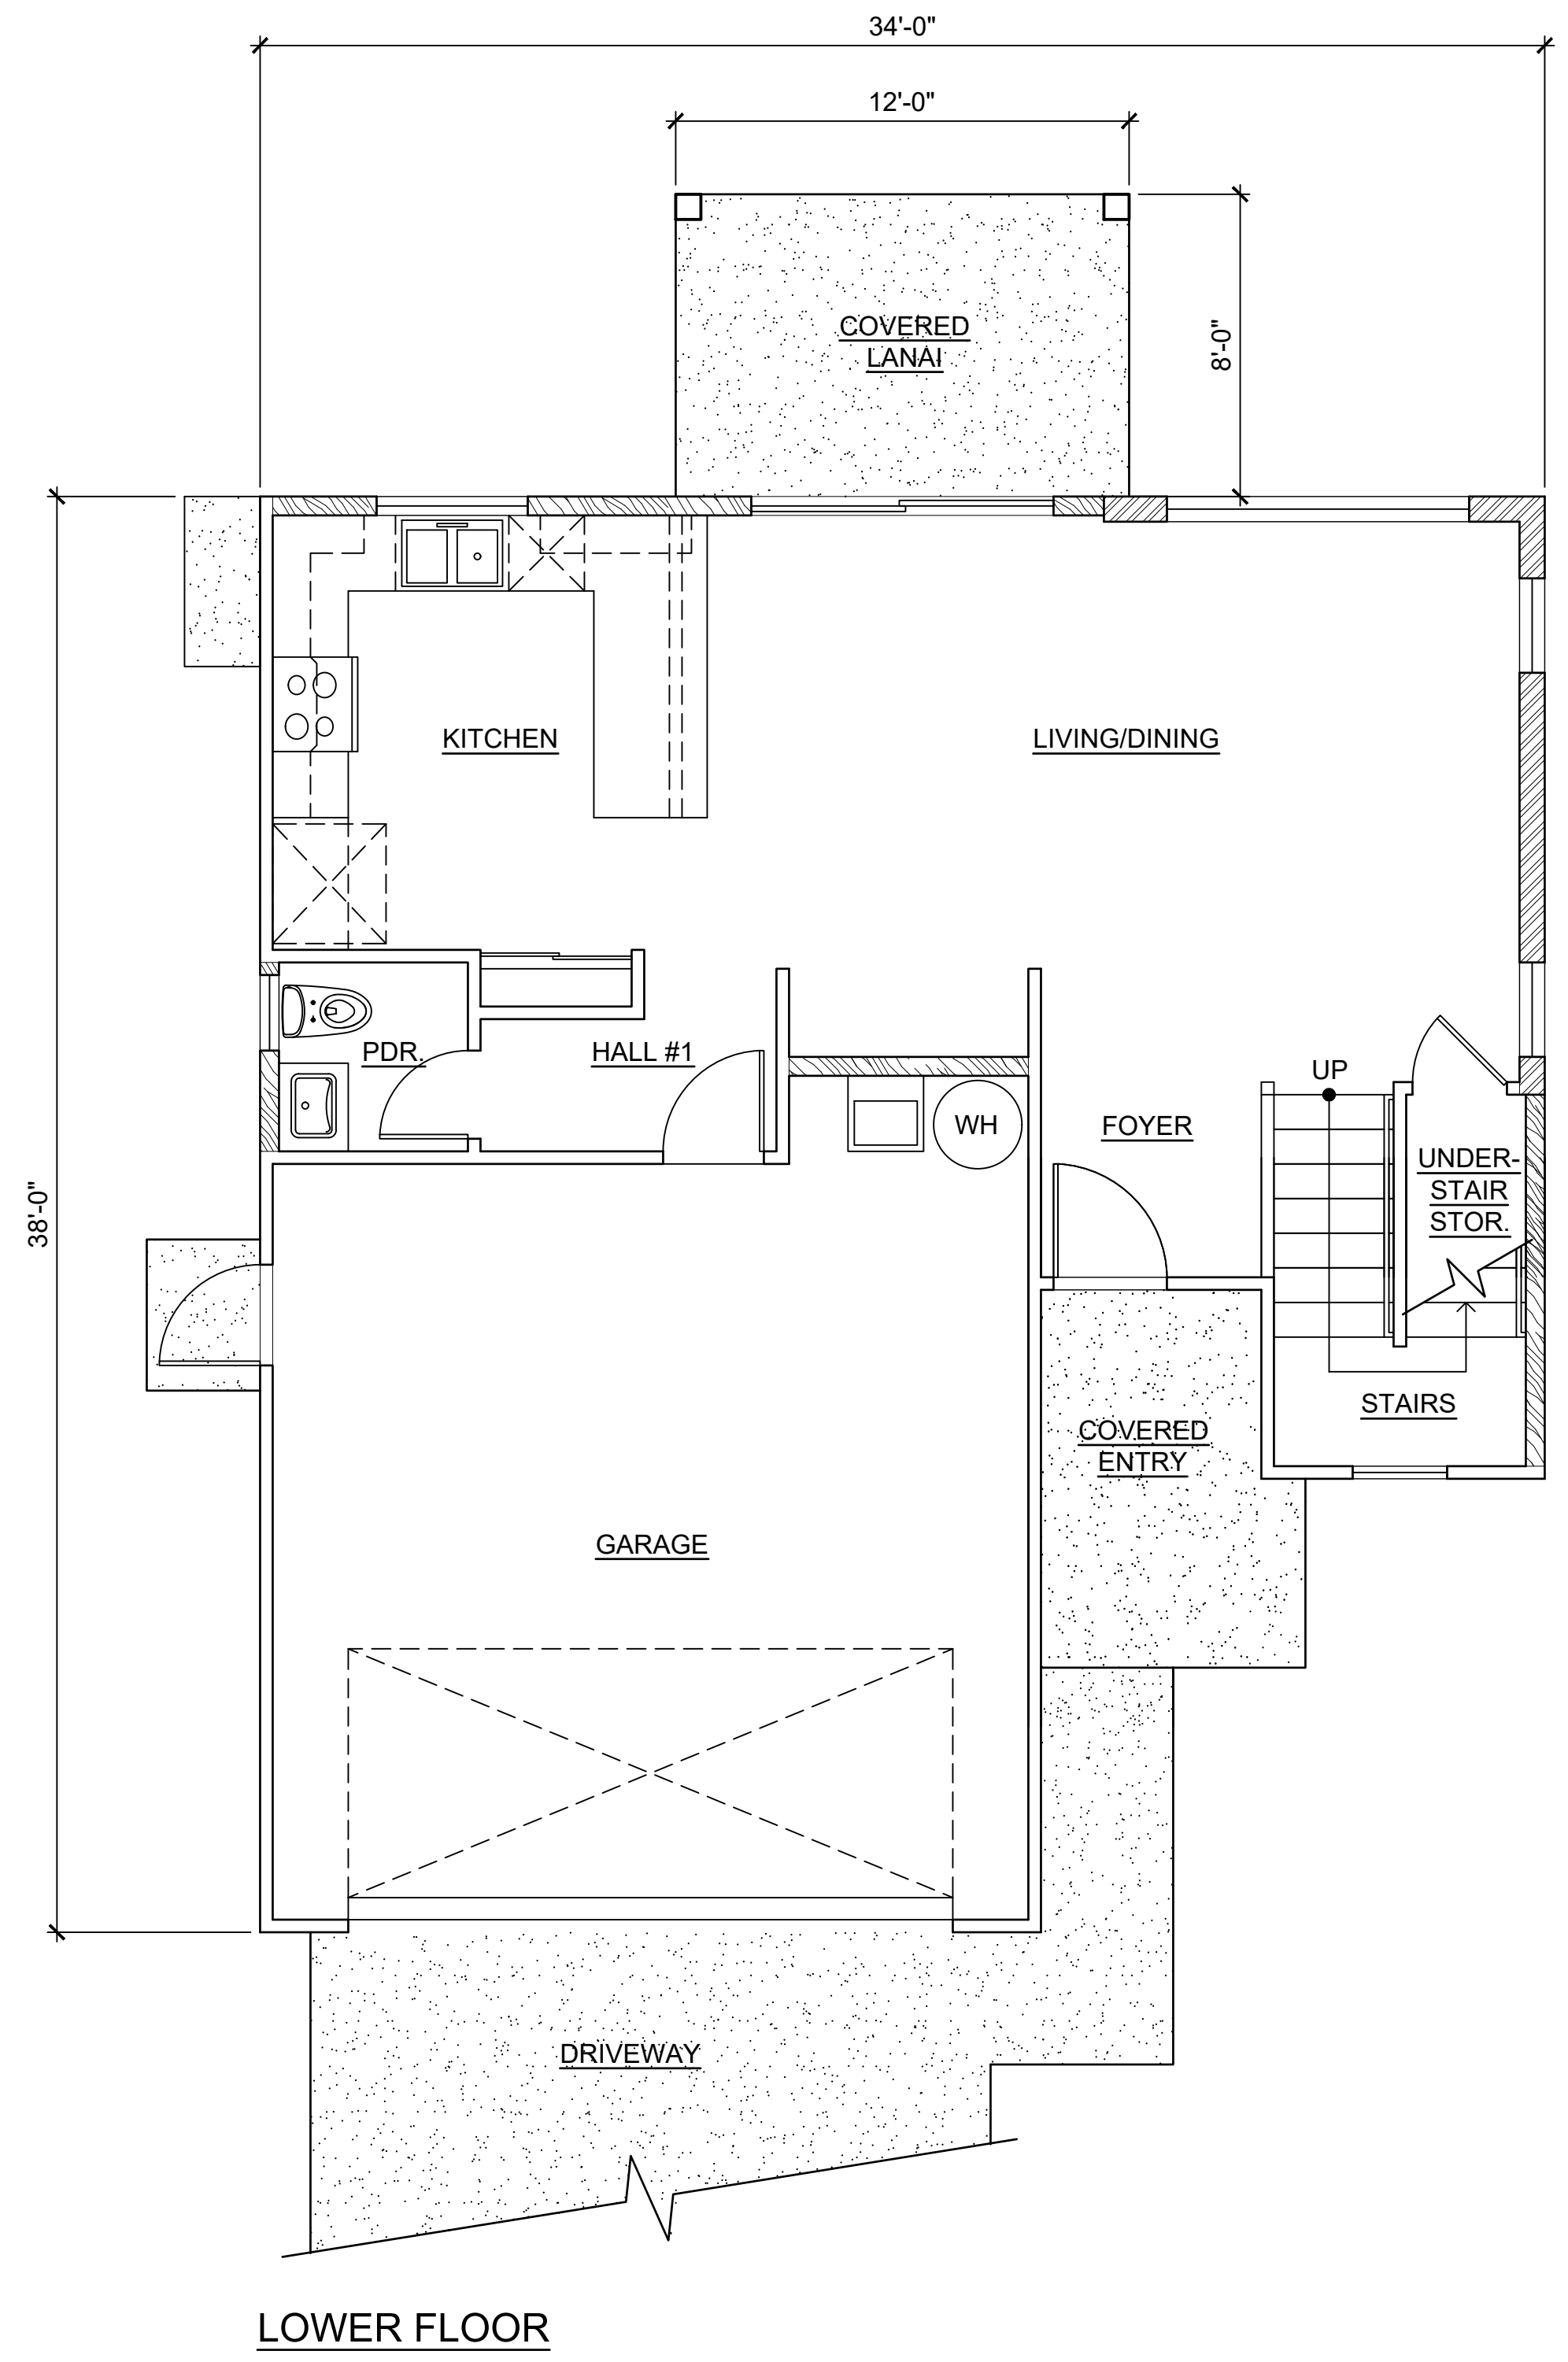 34'-0"
12'-0"
COVERED
LANAI
8'-0"
KITCHEN
LIVING/DINING
PDR.
HALL #1
UP
WH
FOYER
UNDER-
STAIR
STOR.
38'-0"
STAIRS
COVERED
ENTRY
GARAGE
DRIVEWAY
LOWER FLOOR